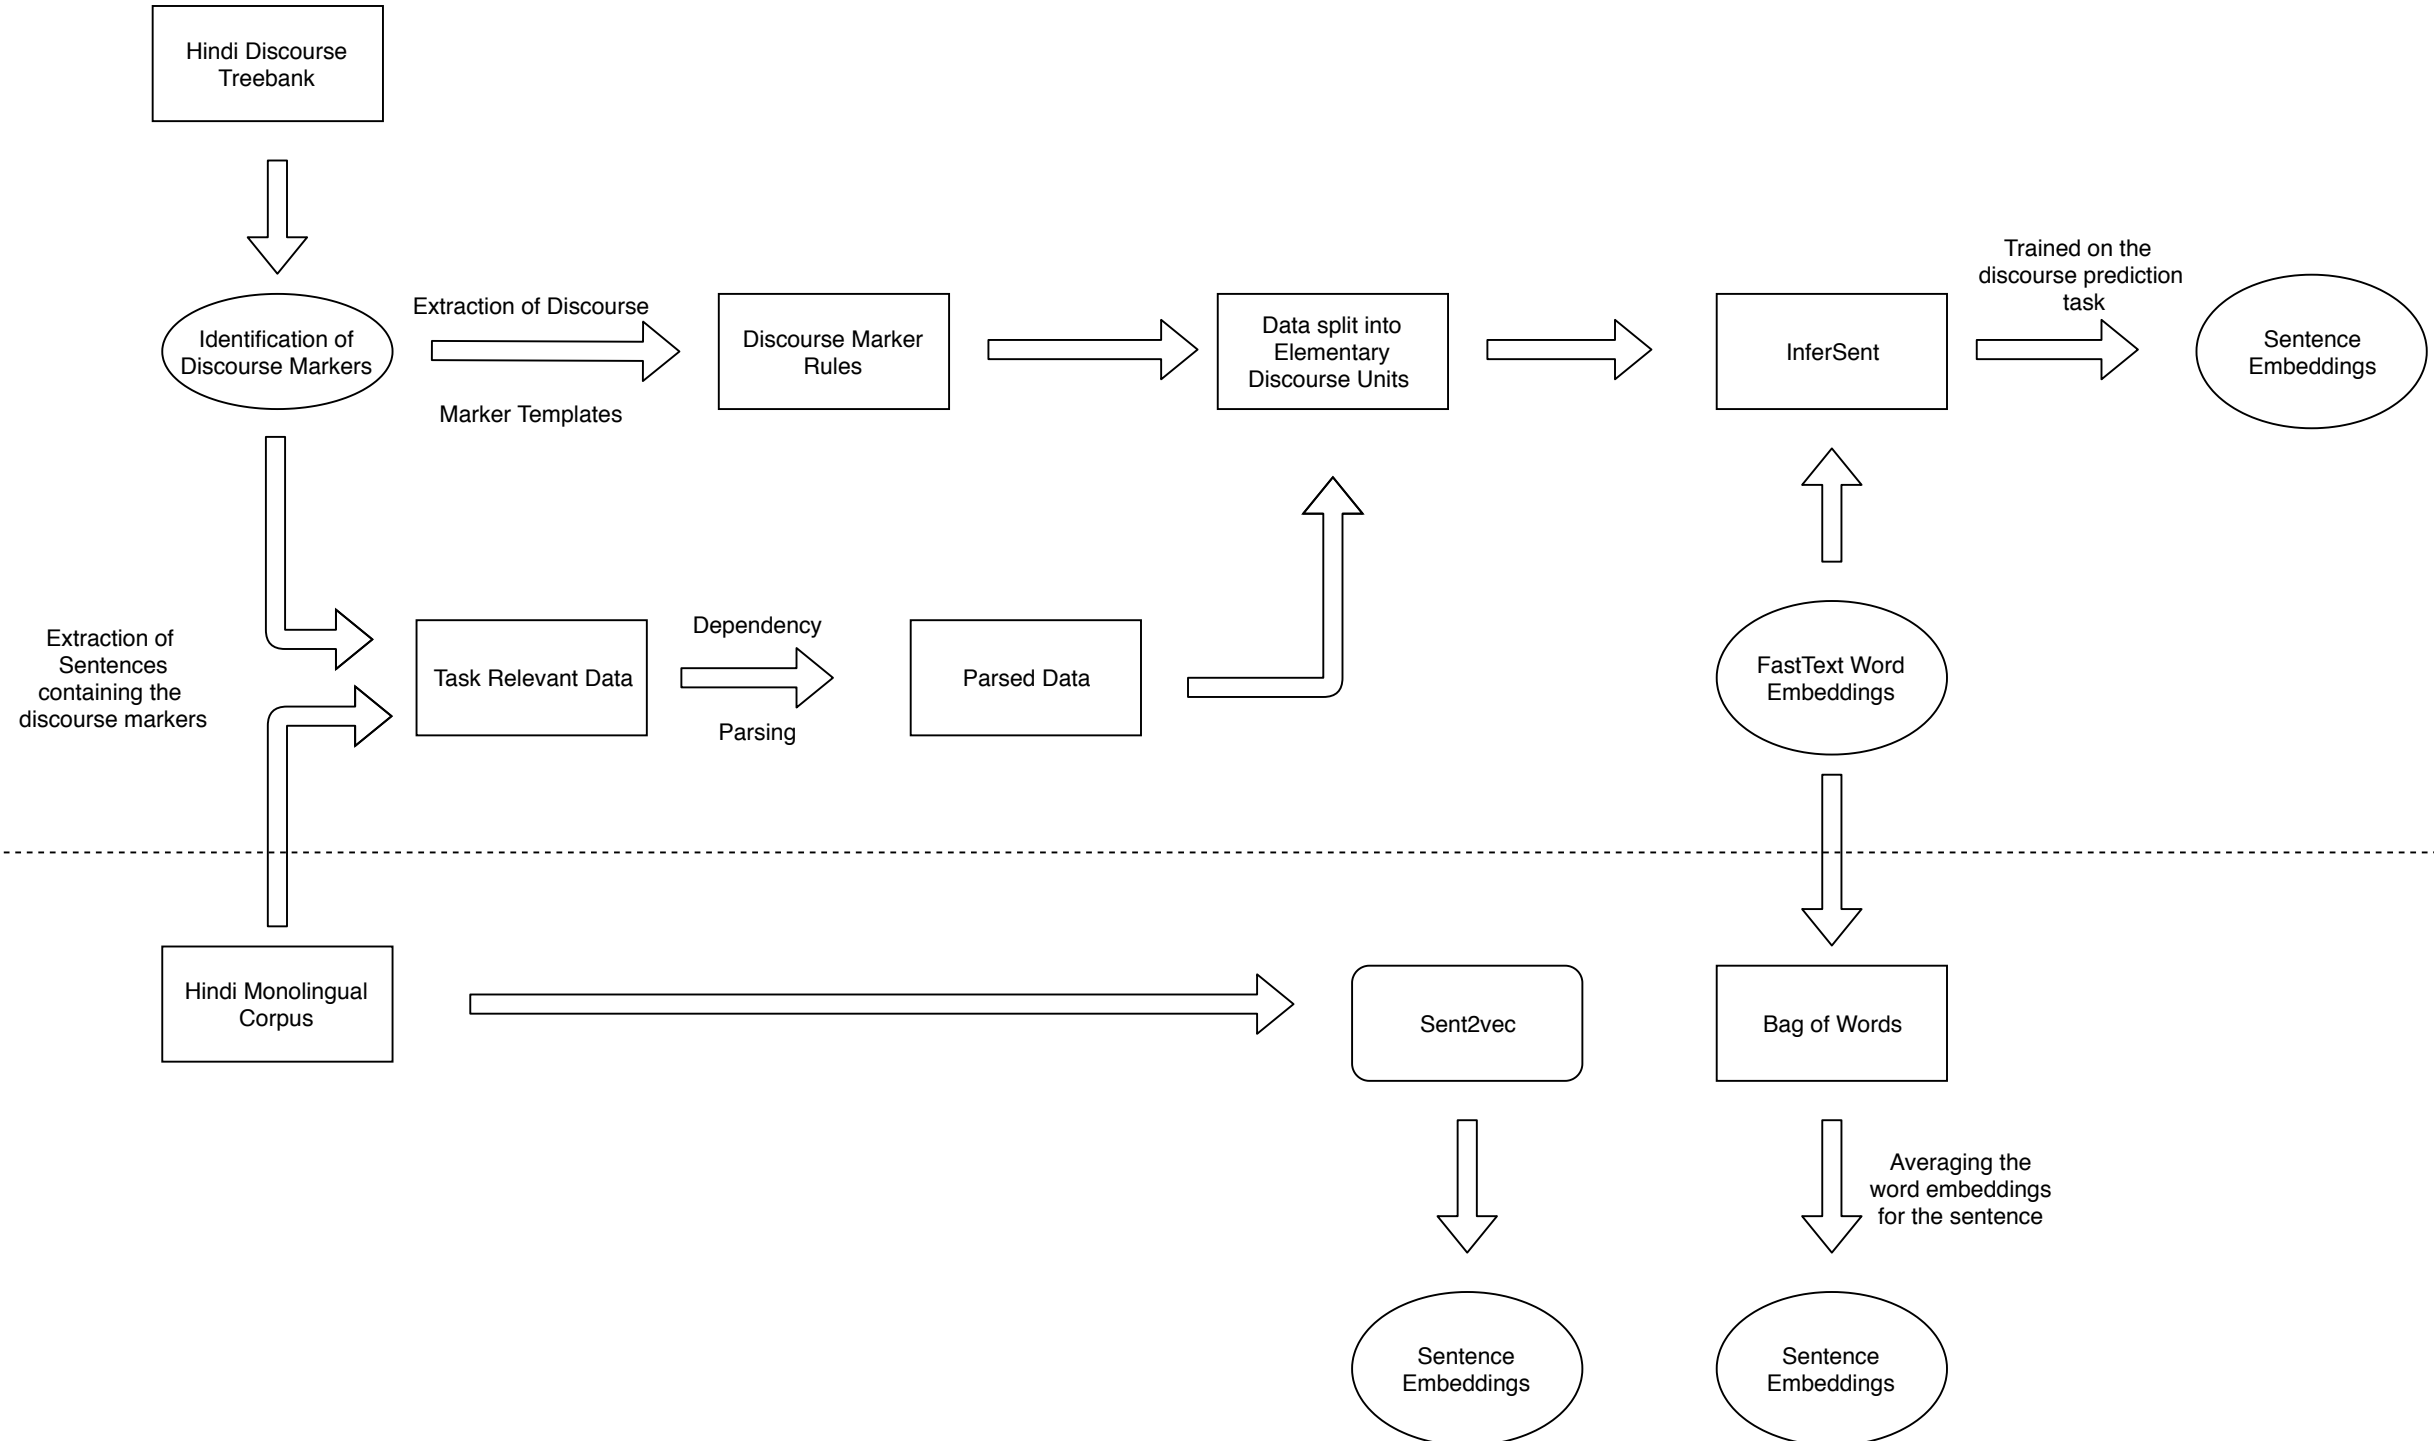 Hindi Discourse
Treebank
Identification of
Discourse Markers
Extraction of Discourse
Marker Templates
Discourse Marker
Rules
Data split into
Elementary
Discourse Units
InferSent
Trained on the
discourse prediction
task
Sentence
Embeddings
Extraction of
Sentences
containing the
discourse markers
Task Relevant Data
Dependency
Parsing
Parsed Data
FastText Word
Embeddings
Hindi Monolingual
Corpus
Sent2vec
Bag of Words
Averaging the
word embeddings
for the sentence
Sentence
Embeddings
Sentence
Embeddings